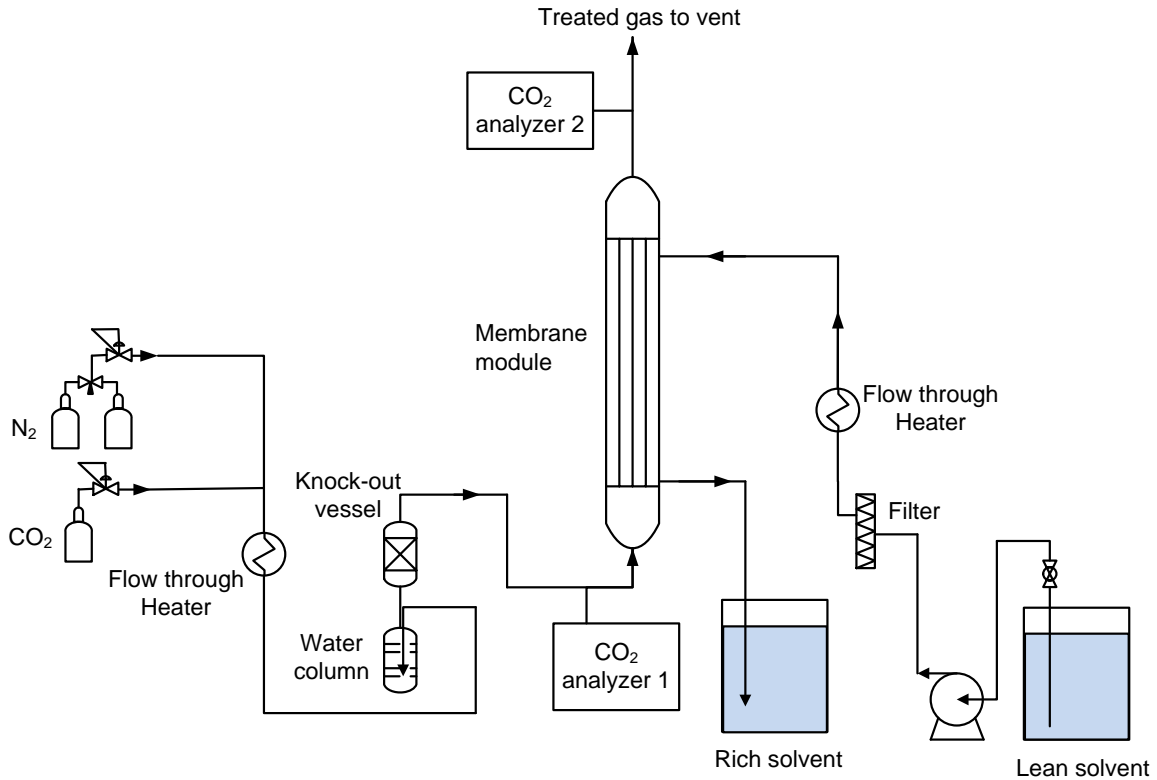 Treated gas to vent
CO₂
analyzer 2
Membrane
module
N₂
CO₂
Flow through
Heater
Knock-out
vessel
Water
column
CO₂
analyzer 1
Flow through
Heater
Filter
Rich solvent
Lean solvent